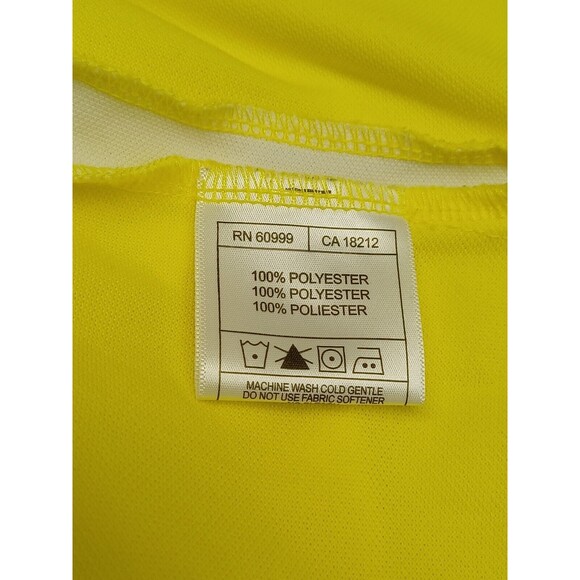 RN 60999 CA 18212
100% POLYESTER
100% POLYESTER
100% POLIESTER
MACHINE WASH COLD GENTLE
DO NOT USE FABRIC SOFTENER